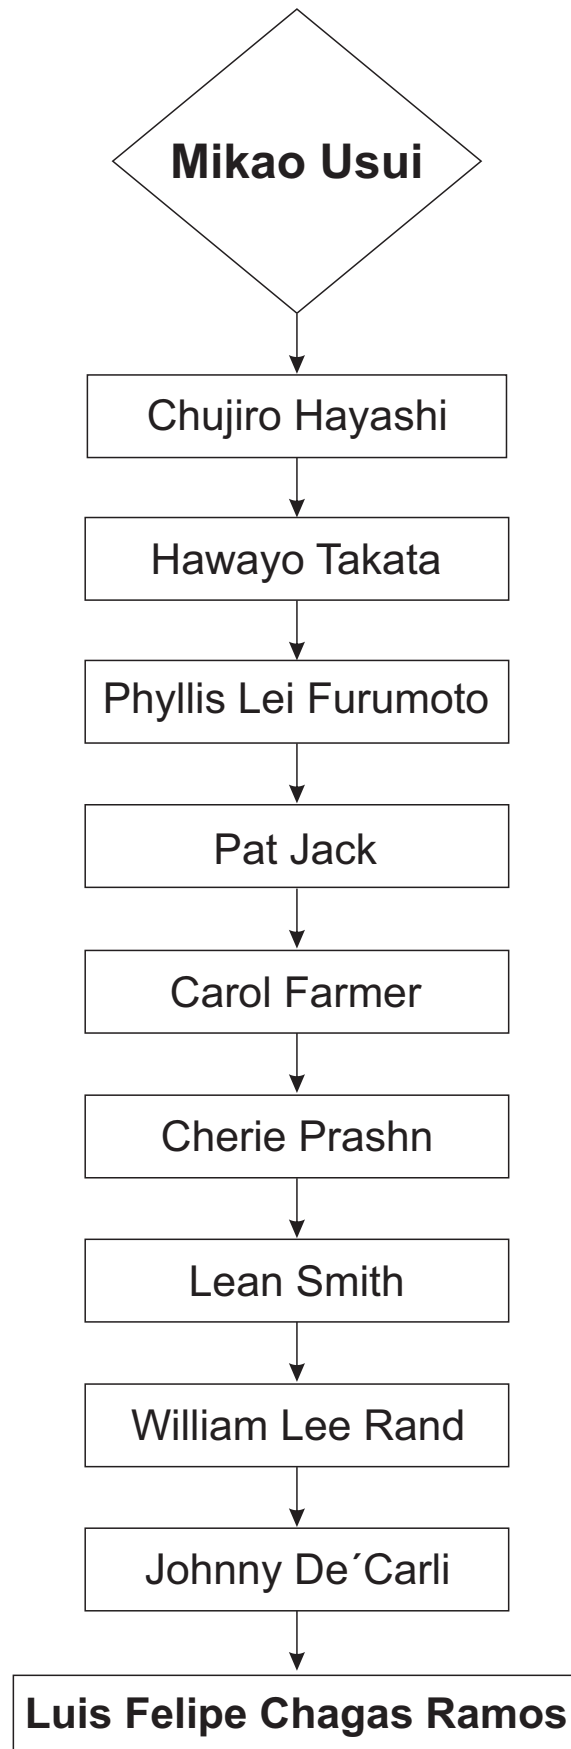 Mikao Usui
Chujiro Hayashi
Hawayo Takata
Phyllis Lei Furumoto
Pat Jack
Carol Farmer
Cherie Prashn
Lean Smith
William Lee Rand
Johnny De´Carli
Luis Felipe Chagas Ramos